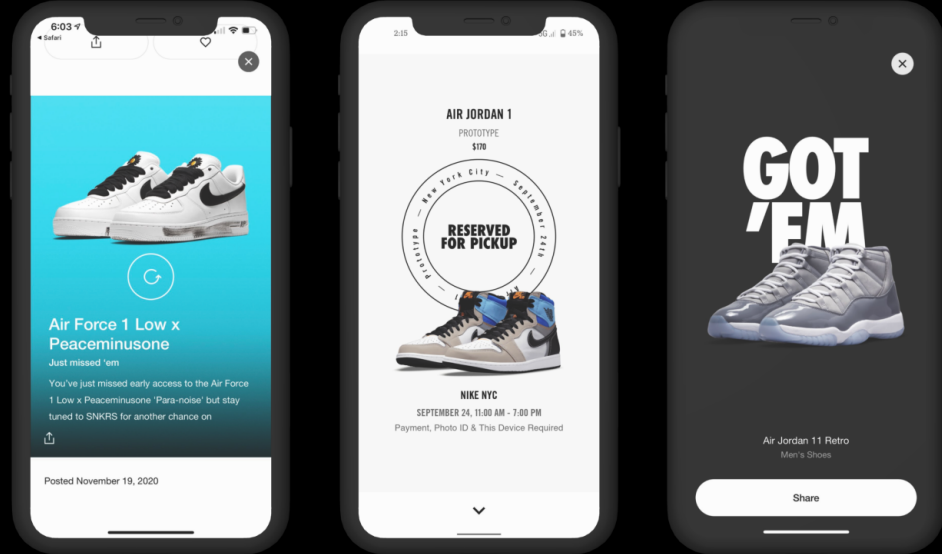 6:03
Safari
Air Force 1 Low x
Peaceminusone
Just missed 'em
You've just missed early access to the Air Force
1 Low x Peaceminusone 'Para-noise' but stay
tuned to SNKRS for another chance on
Posted November 19, 2020
2:15
5G 45%
AIR JORDAN 1
PROTOTYPE
$170
Prototype — New York City — September 24th —
RESERVED
FOR PICKUP
NIKE NYC
SEPTEMBER 24, 11:00 AM - 7:00 PM
Payment, Photo ID & This Device Required
GOT
'EM
Air Jordan 11 Retro
Men's Shoes
Share